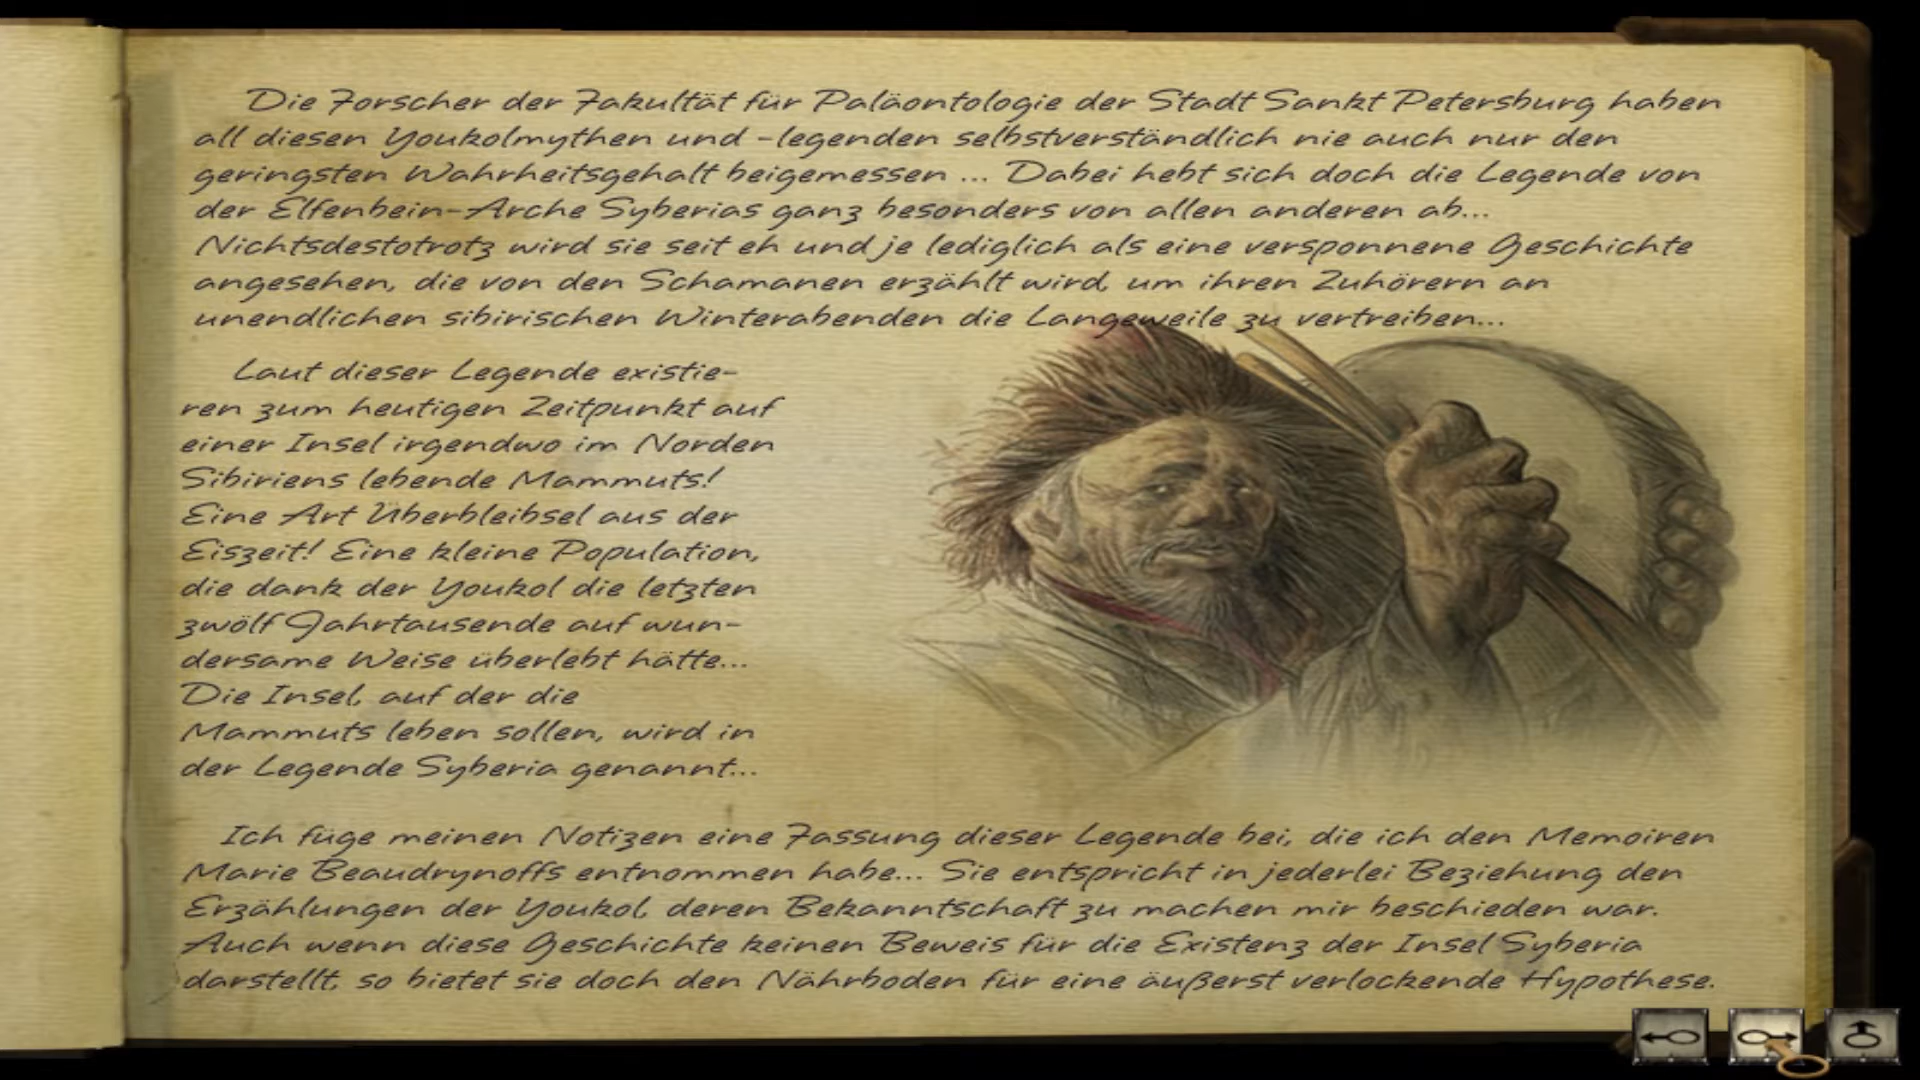 Die Forscher der Fakultät für Paläontologie der Stadt Sankt Petersburg haben
all diesen Youkolmythen und -legenden selbstverständlich nie auch nur den
geringsten Wahrheitsgehalt beigemessen ... Dabei hebt sich doch die Legende von
der Elfenbein-Arche Syberias ganz besonders von allen anderen ab...
Nichtsdestotrotz wird sie seit eh und je lediglich als eine versponnene Geschichte
angesehen, die von den Schamanen erzählt wird, um ihren Zuhörern an
unendlichen sibirischen Winterabenden die Langeweile zu vertreiben...
Laut dieser Legende existie-
ren zum heutigen Zeitpunkt auf
einer Insel irgendwo im Norden
Sibiriens lebende Mammuts!
Eine Art Überbleibsel aus der
Eiszeit! Eine kleine Population,
die dank der Youkol die letzten
zwölf Jahrtausende auf wun-
dersame Weise überlebt hätte...
Die Insel, auf der die
Mammuts leben sollen, wird in
der Legende Syberia genannt...
Ich füge meinen Notizen eine Fassung dieser Legende bei, die ich den Memoiren
Marie Beaudrynoffs entnommen habe... Sie entspricht in jederlei Beziehung den
Erzählungen der Youkol, deren Bekanntschaft zu machen mir beschieden war.
Auch wenn diese Geschichte keinen Beweis für die Existenz der Insel Syberia
darstellt, so bietet sie doch den Nährboden für eine äußerst verlockende Hypothese.